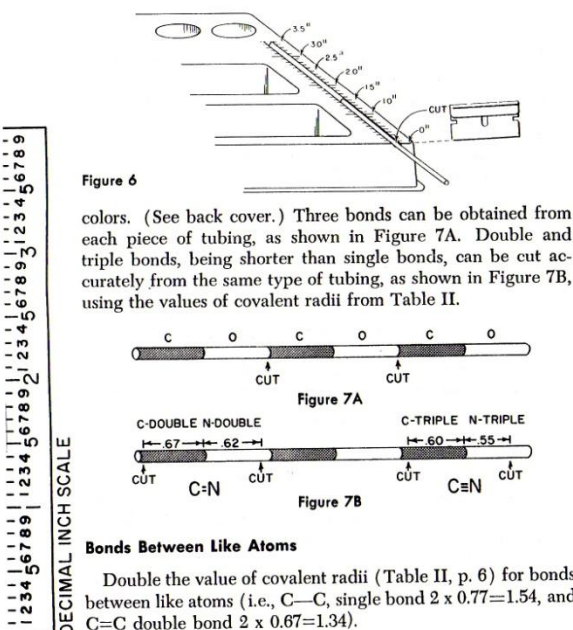 3.5"
3.0"
2.5"
2.0"
1.5"
1.0"
CUT
0"
Figure 6
colors. (See back cover.) Three bonds can be obtained from
each piece of tubing, as shown in Figure 7A. Double and
triple bonds, being shorter than single bonds, can be cut ac-
curately from the same type of tubing, as shown in Figure 7B,
using the values of covalent radii from Table II.
C O C O C O
CUT CUT
Figure 7A
C-DOUBLE N-DOUBLE C-TRIPLE N-TRIPLE
.67 .62 .60 .55
CUT CUT CUT CUT
C=N C≡N
Figure 7B
Bonds Between Like Atoms
Double the value of covalent radii (Table II, p. 6) for bonds
between like atoms (i.e., C—C, single bond 2 x 0.77=1.54, and
C=C double bond 2 x 0.67=1.34).
DECIMAL INCH SCALE
123456789112345678921234567893123456789